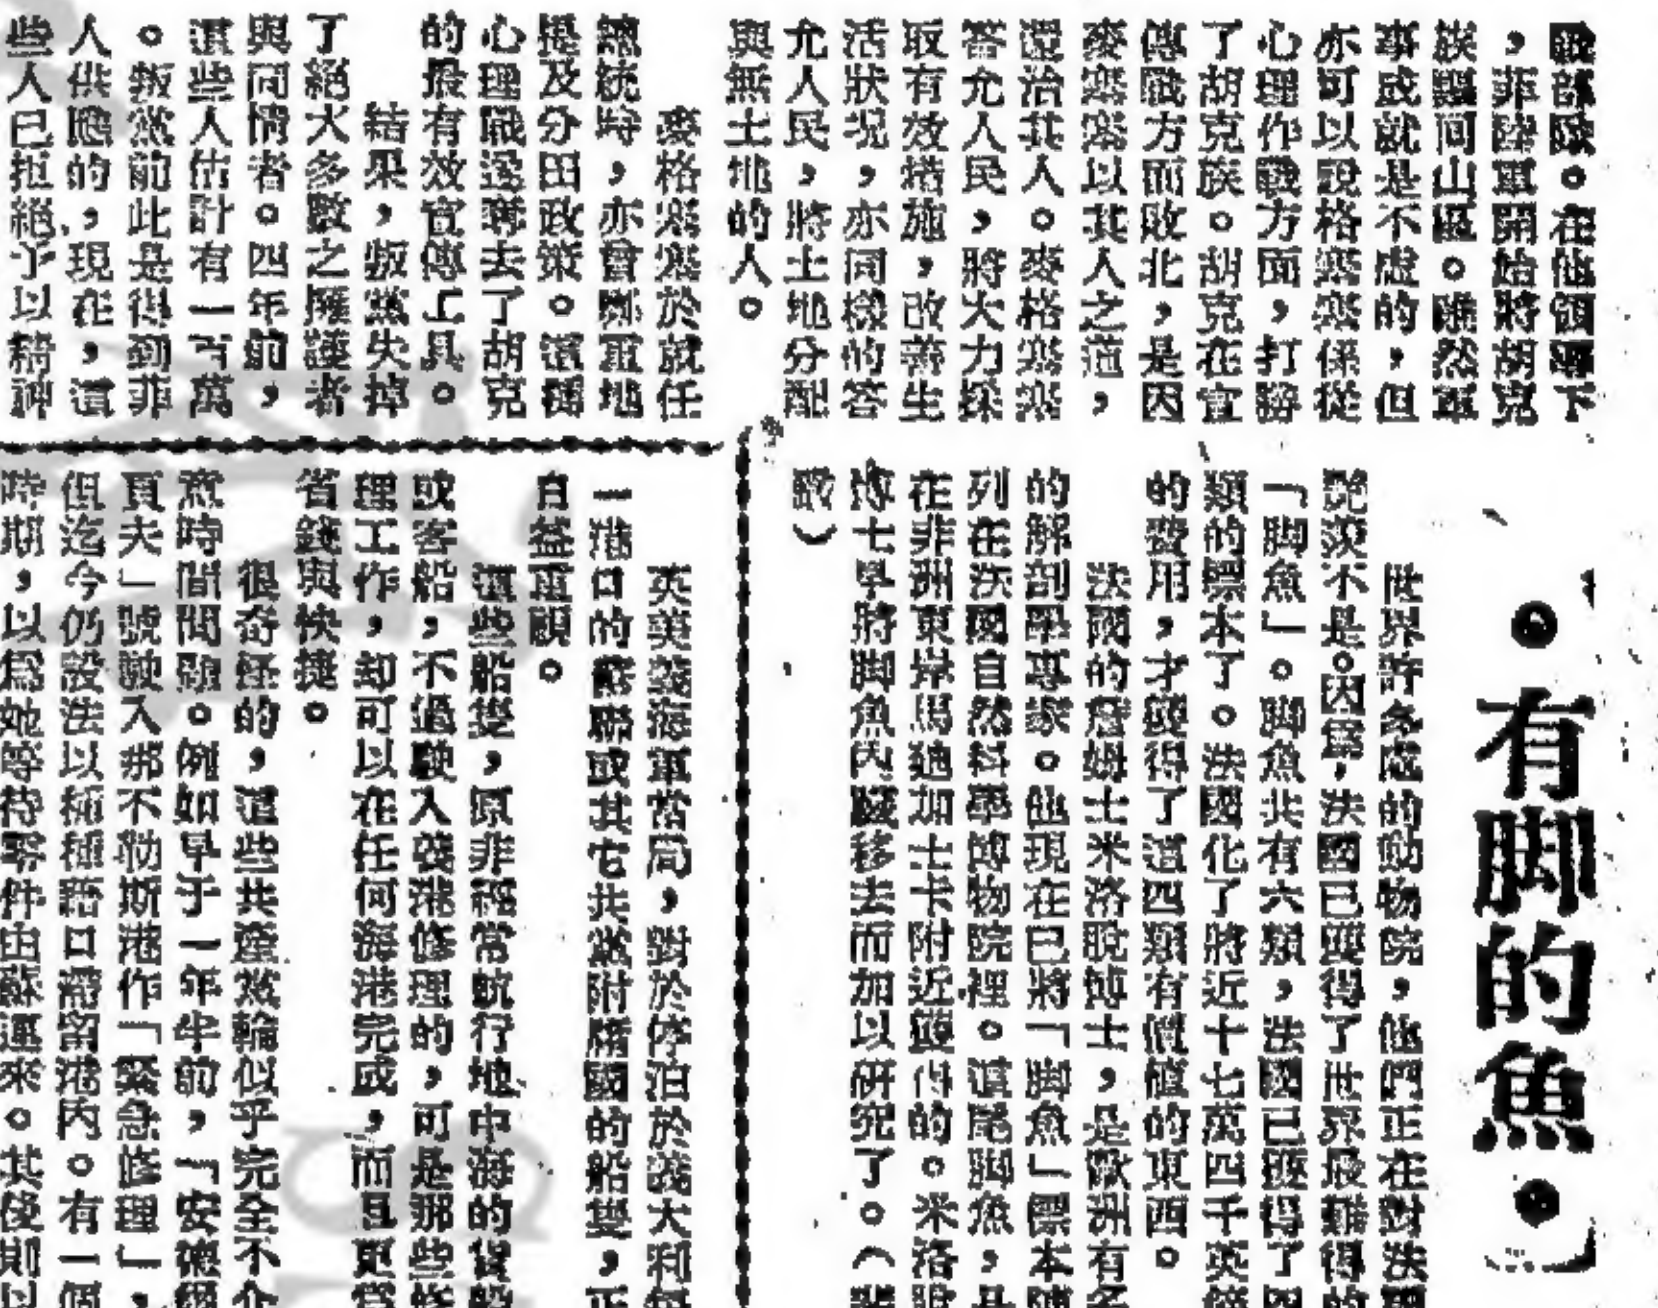 戰部隊。在他領導下
，菲陸軍開始將胡克
族驅同山區。雖然軍
事成就是不虛的，但
亦可以說格塞塞係從
心理作戰方面，打勝
了胡克族。胡克在宣
傳戰方面敗北，是因
麥塞塞以其人之道，
還治其人。麥格塞塞
答允人民，將大力採
取有效措施，改善生
活狀況，亦同樣的答
允人民，將土地分配
與無土地的人。
麥格塞塞於就任
總統時，亦曾鄭重地
提及分田政策。這種
心理戰逐奪去了胡克
的最有效宣傳工具。
結果，叛黨失掉
了絕大多數之擁護者
與同情者。四年前，
這些人估計有一百萬
。叛黨前此是得到菲
人供應的，現在，這
些人已拒絕予以精神
•有脚的魚•
世界許多處的動物院，他們正在對法國
艷羨不是。因為，法國已獲得了世界最難得的
「脚魚」。脚魚共有六類，法國已獲得了四
類的標本了。法國化了將近十七萬四千英鎊
的費用，才獲得了這四類有價值的東西。
法國的詹姆士米洛脫博士，是歐洲有名
的解剖學專家。他現在已將「脚魚」標本陳
列在法國自然科學博物院裡。這尾脚魚，是
在非洲東岸馬廸加士卡附近獲得的。米洛脫
博士早將脚魚內臟移去而加以研究了。（
歐）
英美義海軍當局，對於停泊於義大利每
一港口的蘇聯或其它共黨附庸國的船隻，正
日益重視。
這些船隻，原非經常航行地中海的貨船
或客船，不過駛入義港修理的，可是那些修
理工作，却可以在任何海港完成，而且更為
省錢與快捷。
很奇怪的，這些共產黨輪似乎完全不介
意時間問題。例如早于一年半前，「安德
頁夫」號駛入那不勒斯港作「緊急修理」，
但迄今仍設法以種種藉口滯留港內。有一個
時期，以爲她等待零件由蘇運來。其後則以